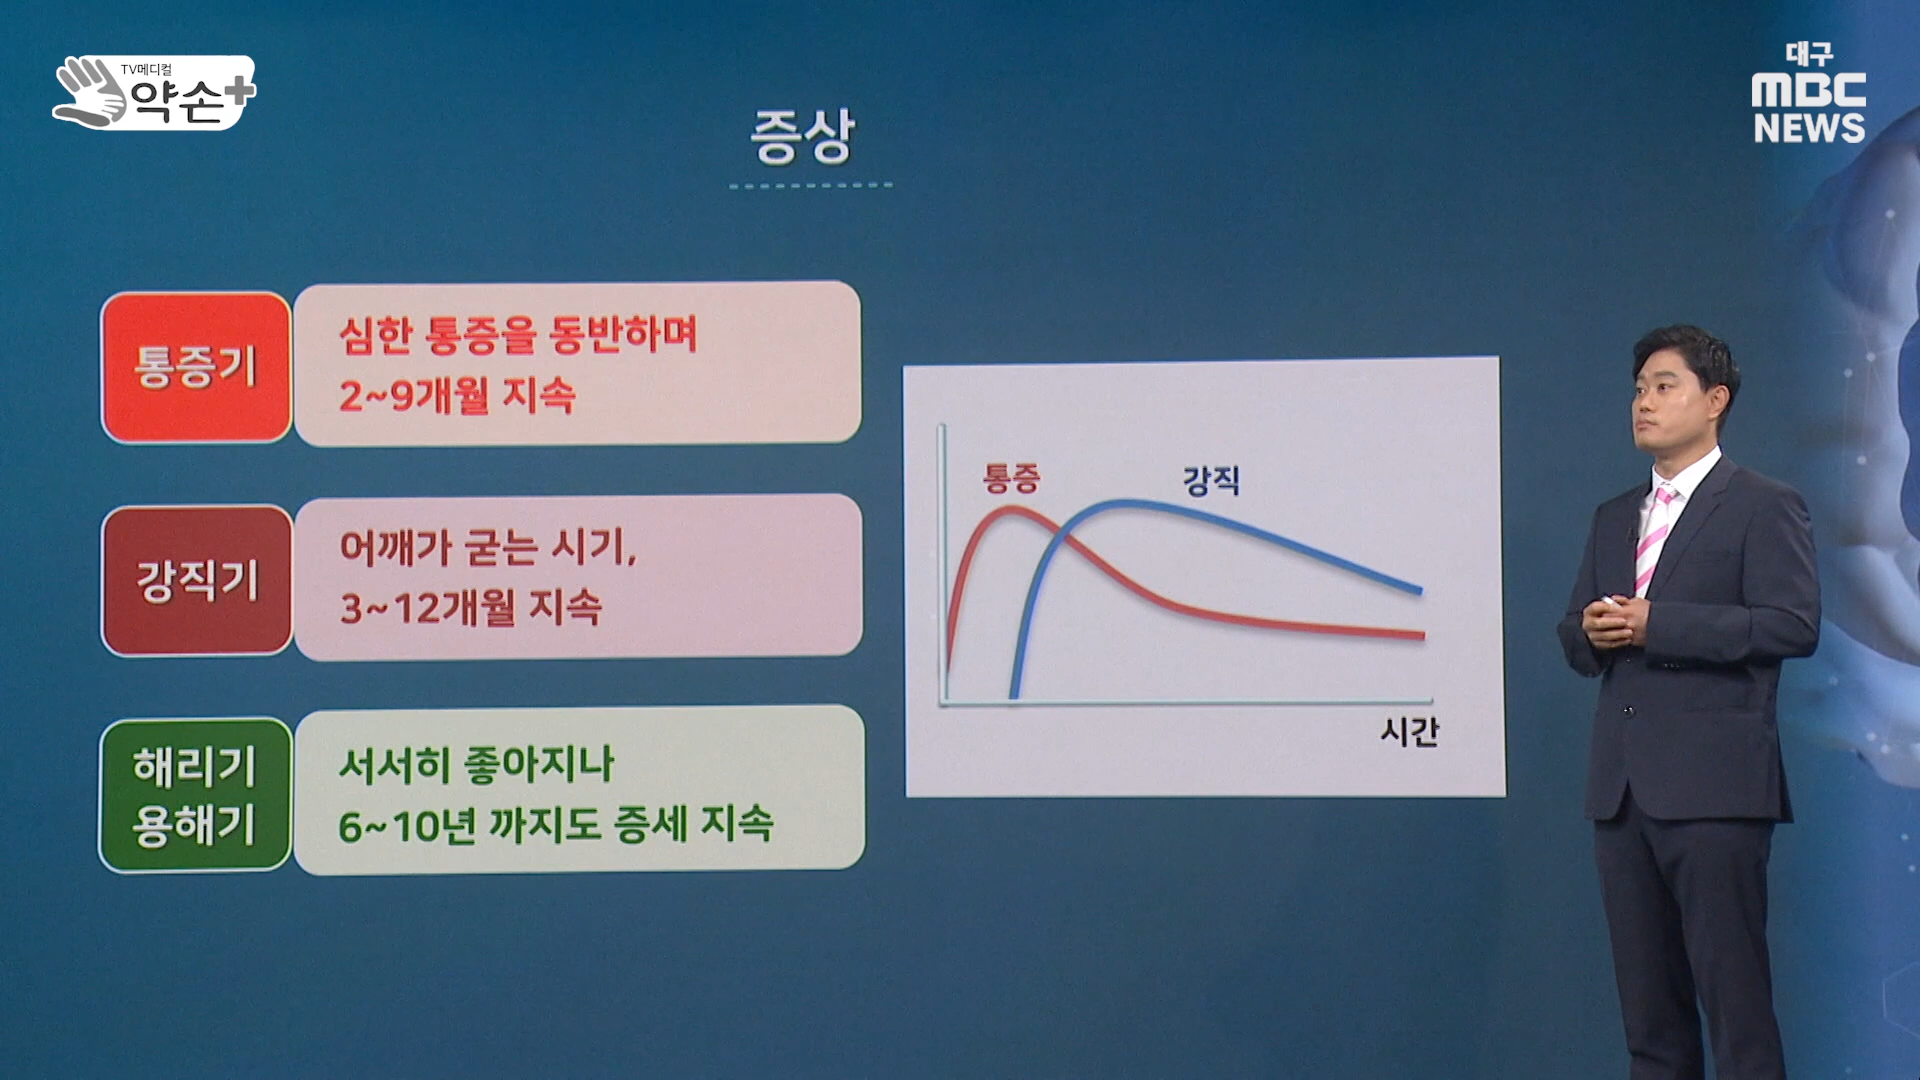 TV메디컬
약손+
대구
MBC
NEWS
증상
통증기
심한 통증을 동반하며
2~9개월 지속
강직기
어깨가 굳는 시기,
3~12개월 지속
해리기
용해기
서서히 좋아지나
6~10년 까지도 증세 지속
통증
강직
시간